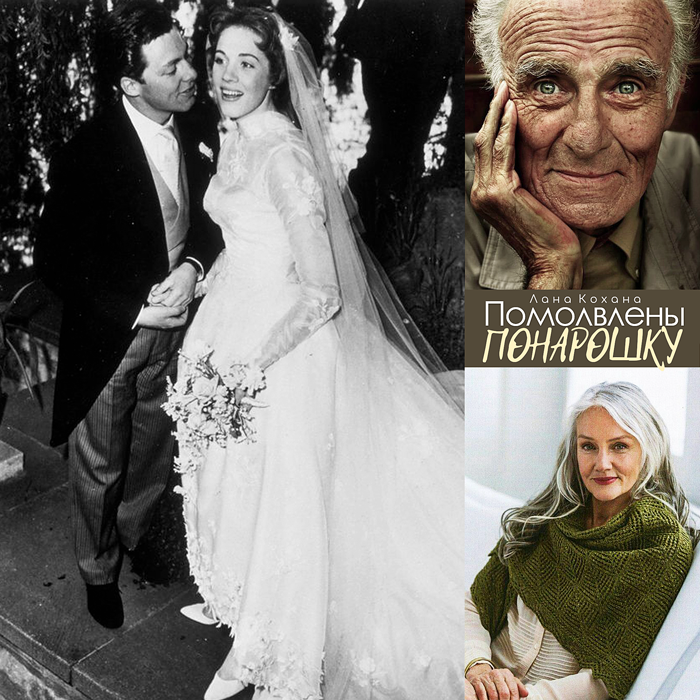 Лана Кохана
Помолвлены
ПОНАРОШКУ